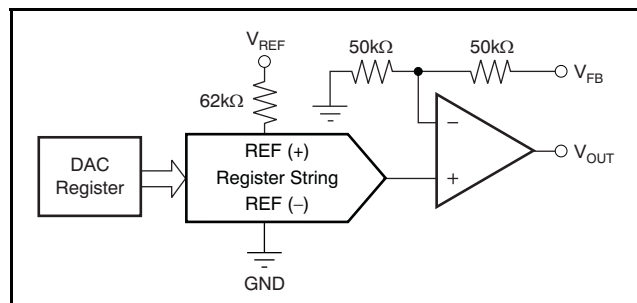 50kΩ
50kΩ
V_REF
V_FB
62kΩ
DAC
Register
REF (+)
Register String
REF (−)
−
+
V_OUT
GND